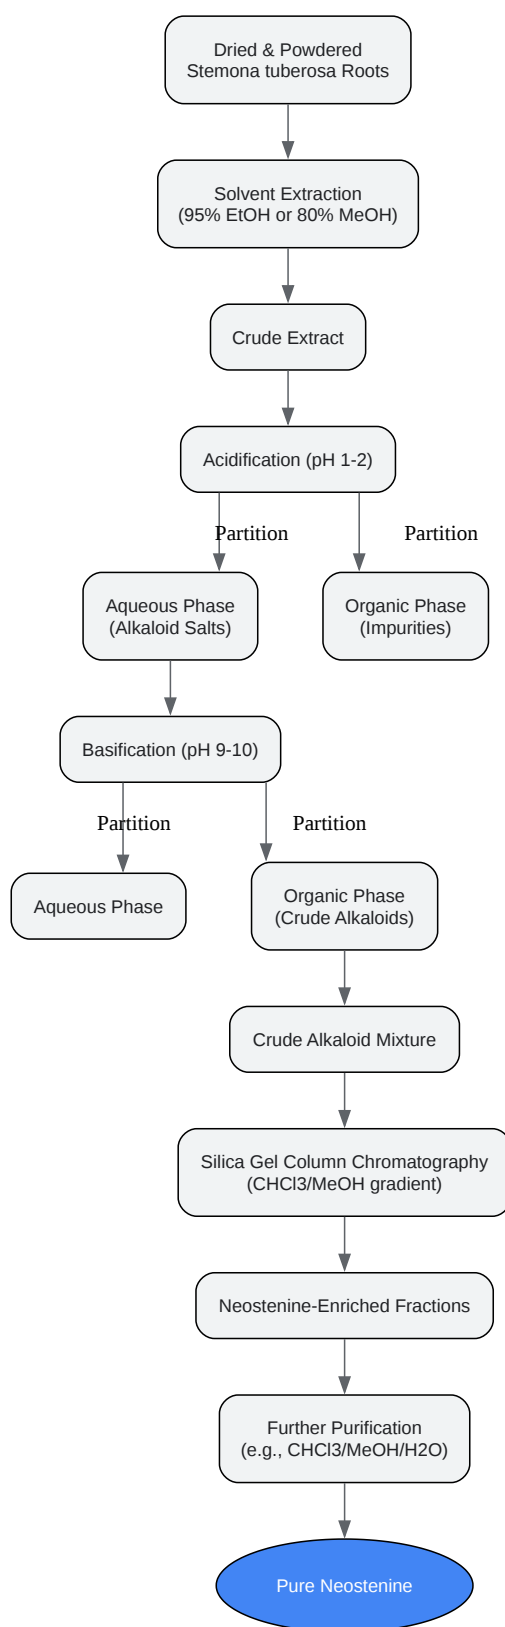 Dried & Powdered
Stemona tuberosa Roots
Solvent Extraction
(95% EtOH or 80% MeOH)
Crude Extract
Acidification (pH 1-2)
Partition
Partition
Aqueous Phase
(Alkaloid Salts)
Organic Phase
(Impurities)
Basification (pH 9-10)
Partition
Partition
Aqueous Phase
Organic Phase
(Crude Alkaloids)
Crude Alkaloid Mixture
Silica Gel Column Chromatography
(CHCl3/MeOH gradient)
Neostenine-Enriched Fractions
Further Purification
(e.g., CHCl3/MeOH/H2O)
Pure Neostenine